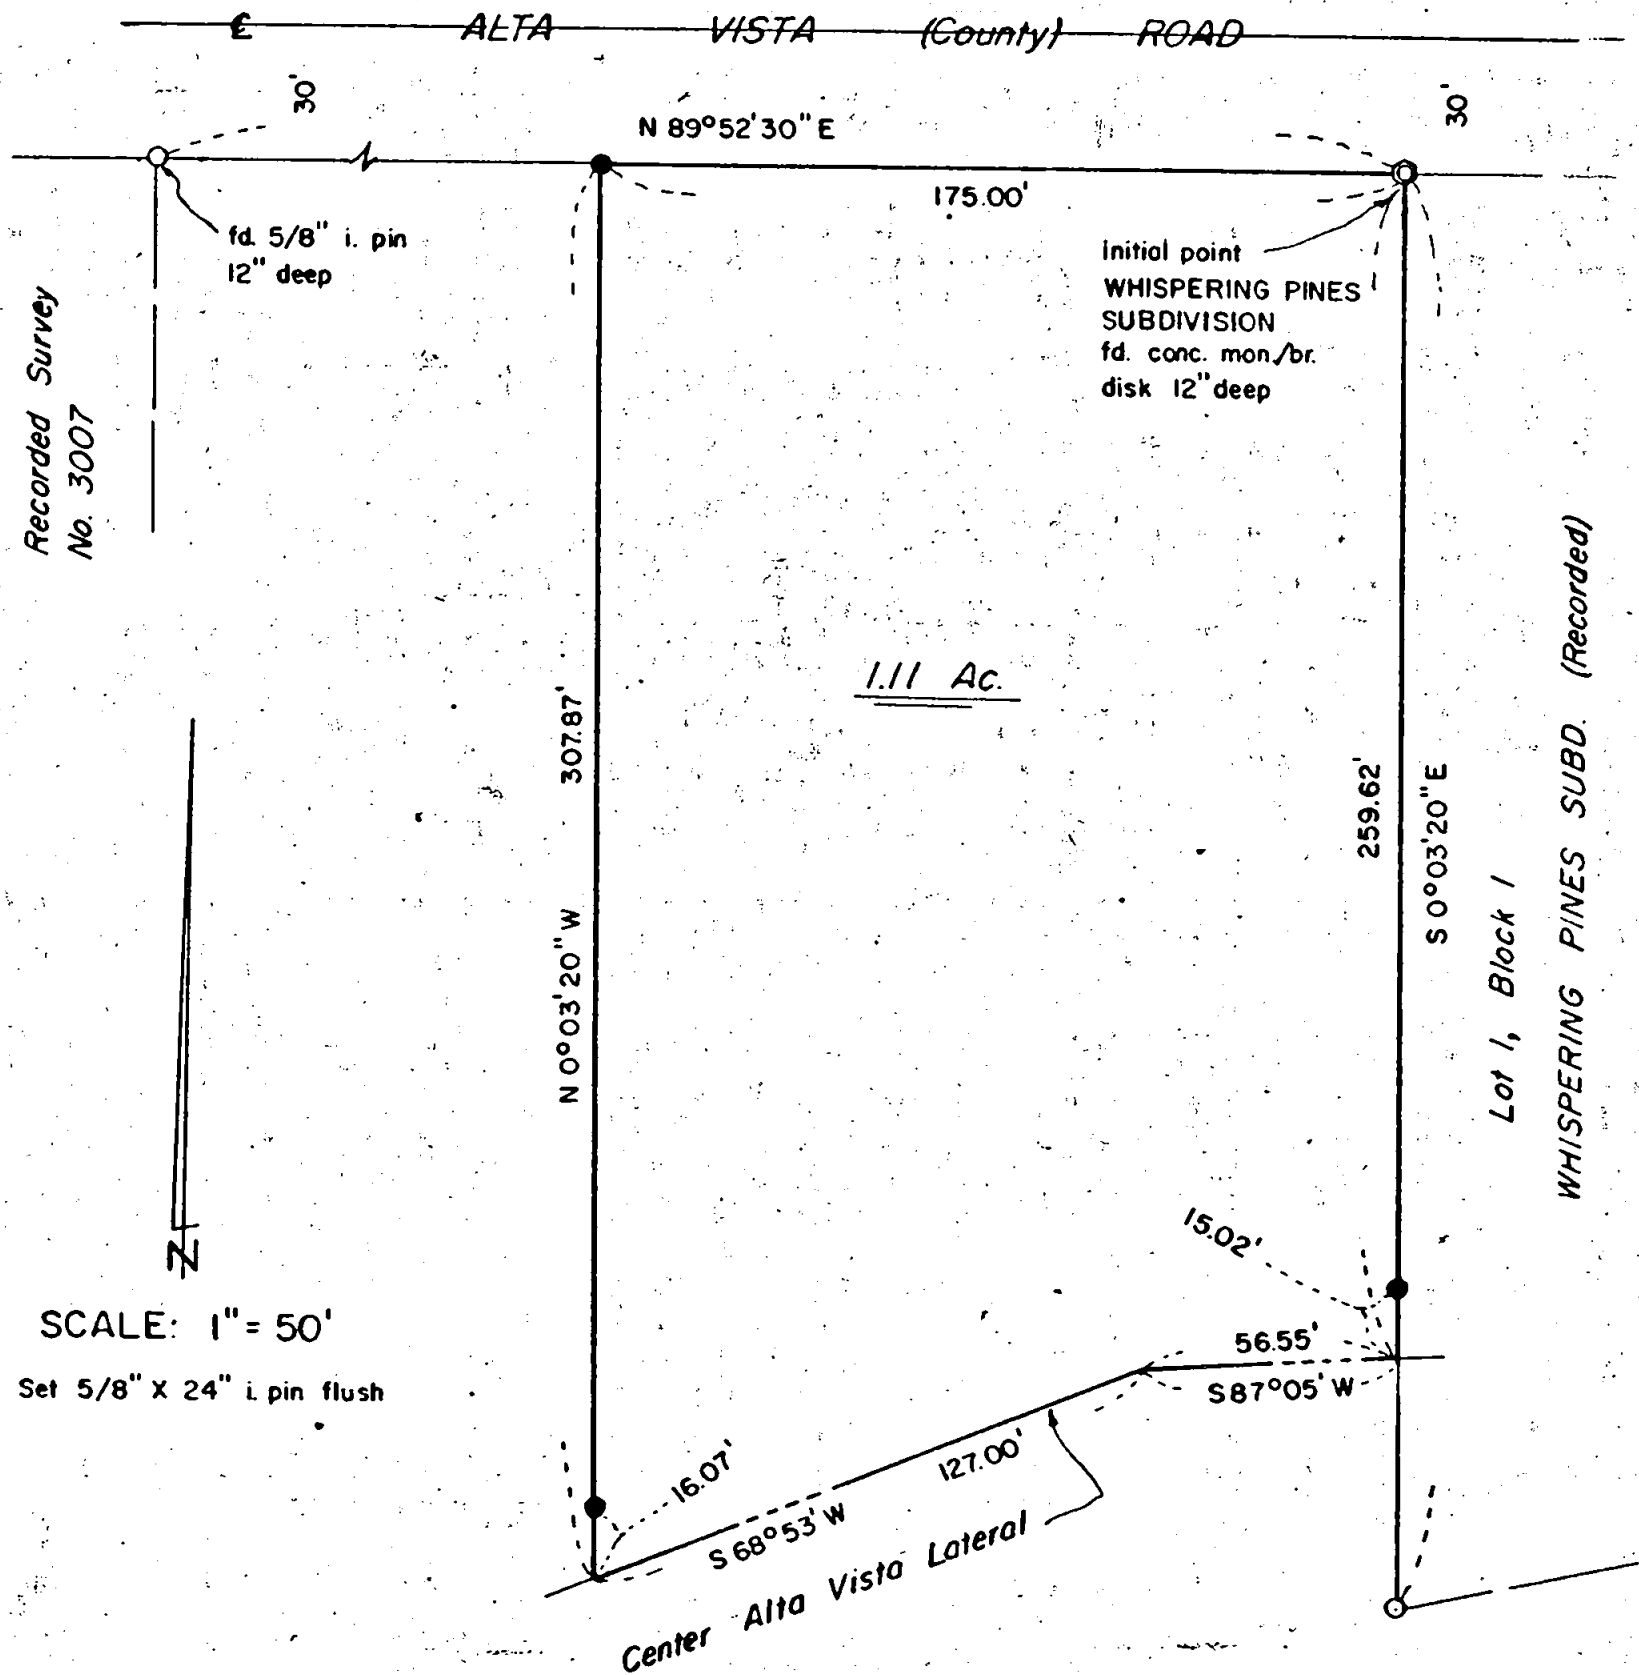 ℄ ALTA VISTA (County) ROAD
30'
30'
N 89°52'30" E
175.00'
fd. 5/8" i. pin
12" deep
Initial point
WHISPERING PINES
SUBDIVISION
fd. conc. mon./br.
disk 12" deep
Recorded Survey
No. 3007
1.11 Ac.
307.87'
N 0°03'20" W
259.62'
S 0°03'20" E
Lot 1, Block 1
WHISPERING PINES SUBD. (Recorded)
N
SCALE: 1" = 50'
Set 5/8" X 24" i. pin flush
15.02'
56.55'
S 87°05' W
16.07'
127.00'
S 68°53' W
Center Alta Vista Lateral